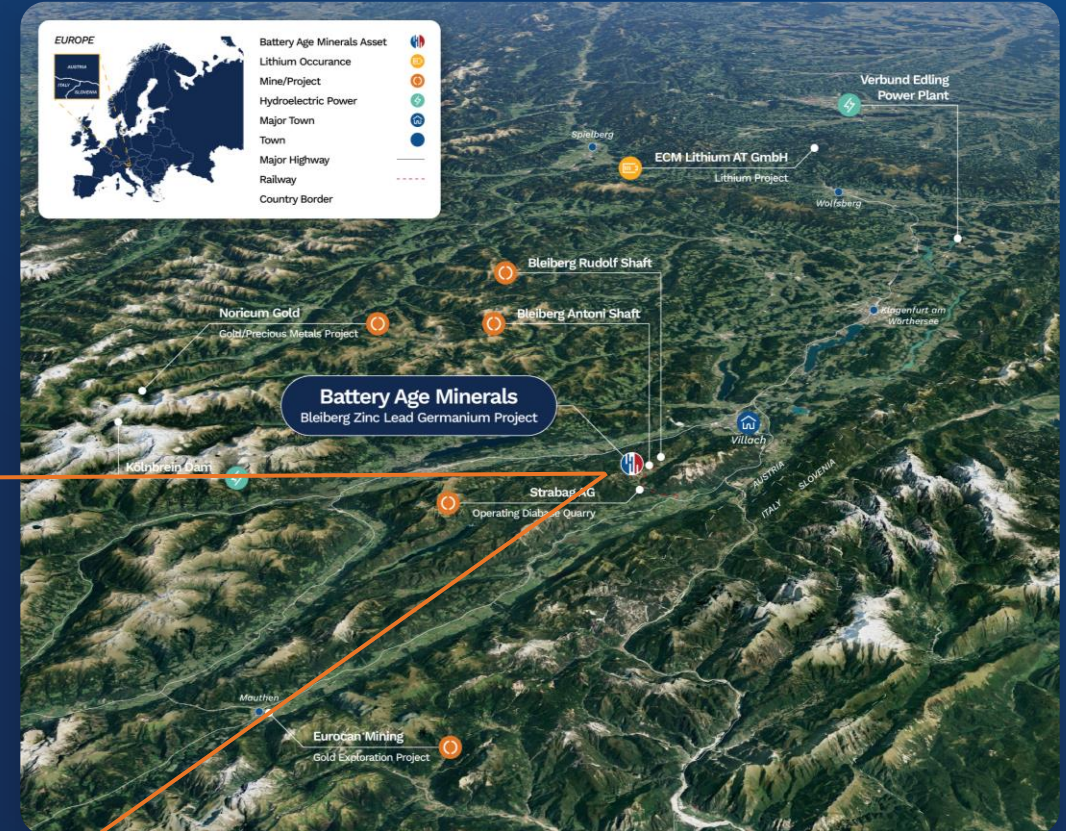 EUROPE
AUSTRIA
ITALY
SLOVENIA
Battery Age Minerals Asset
Lithium Occurance
Mine/Project
Hydroelectric Power
Major Town
Town
Major Highway
Railway
Country Border
Verbund Edling
Power Plant
Spielberg
ECM Lithium AT GmbH
Lithium Project
Wolfsberg
Bleiberg Rudolf Shaft
Noricum Gold
Gold/Precious Metals Project
Bleiberg Antoni Shaft
Klagenfurt am
Wörthersee
Battery Age Minerals
Bleiberg Zinc Lead Germanium Project
Villach
Kölnbrein Dam
AUSTRIA
SLOVENIA
ITALY
Strabag AG
Operating Diabase Quarry
Mauthen
Eurocan Mining
Gold Exploration Project